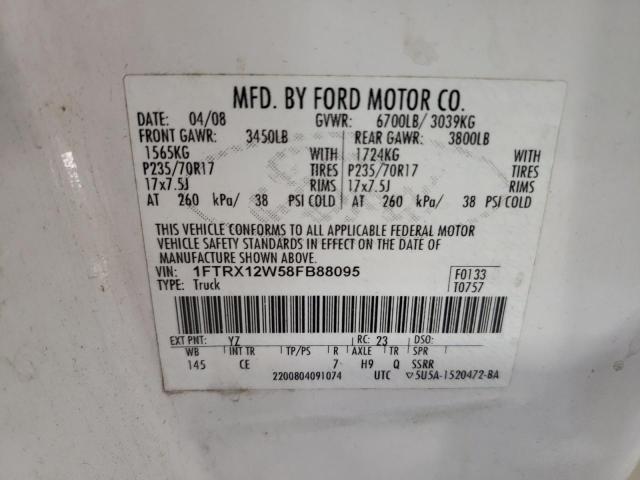 MFD. BY FORD MOTOR CO.
DATE: 04/08 GVWR: 6700LB/ 3039KG
FRONT GAWR: 3450LB REAR GAWR: 3800LB
1565KG WITH 1724KG WITH
P235/70R17 TIRES P235/70R17 TIRES
17x7.5J RIMS 17x7.5J RIMS
AT 260 kPa/ 38 PSI COLD AT 260 kPa/ 38 PSI COLD
THIS VEHICLE CONFORMS TO ALL APPLICABLE FEDERAL MOTOR
VEHICLE SAFETY STANDARDS IN EFFECT ON THE DATE OF
MANUFACTURE SHOWN ABOVE.
VIN: 1FTRX12W58FB88095 F0133
TYPE: Truck T0757
EXT PNT: YZ RC: 23 DSO:
WB INT TR TP/PS R AXLE TR SPR
145 CE 7 H9 Q SSRR
2200804091074 UTC ▽5U5A-1520472-BA